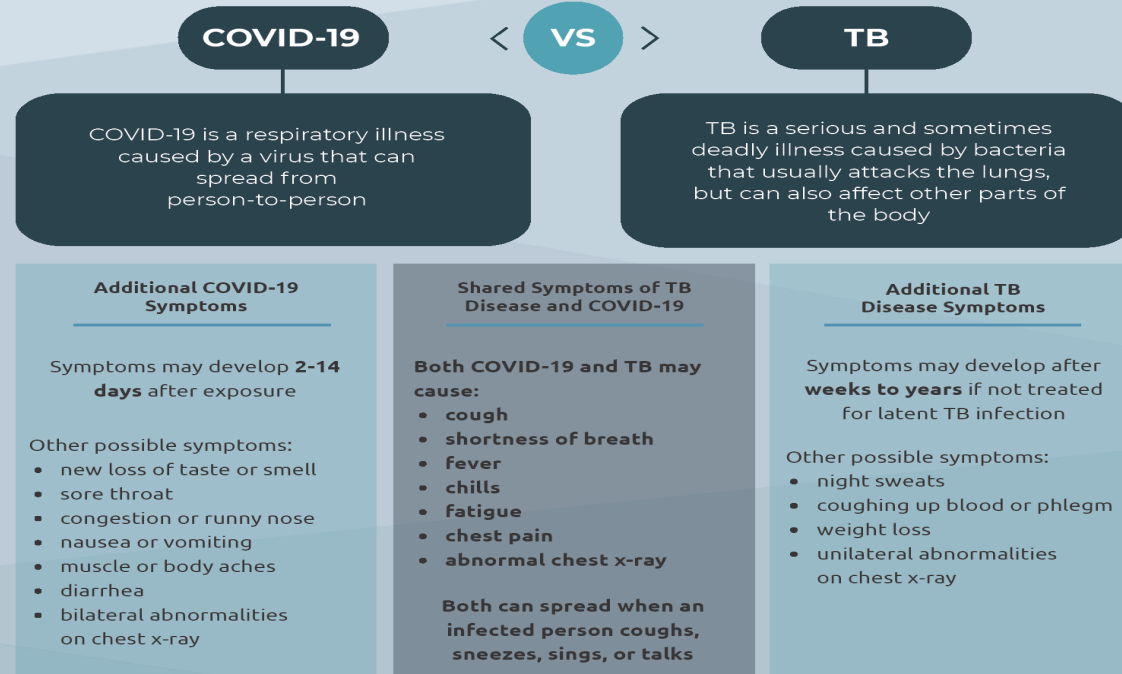 COVID-19
< VS >
TB
COVID-19 is a respiratory illness
caused by a virus that can
spread from
person-to-person
TB is a serious and sometimes
deadly illness caused by bacteria
that usually attacks the lungs,
but can also affect other parts of
the body
Additional COVID-19
Symptoms
Symptoms may develop 2-14
days after exposure
Other possible symptoms:
• new loss of taste or smell
• sore throat
• congestion or runny nose
• nausea or vomiting
• muscle or body aches
• diarrhea
• bilateral abnormalities
on chest x-ray
Shared Symptoms of TB
Disease and COVID-19
Both COVID-19 and TB may
cause:
• cough
• shortness of breath
• fever
• chills
• fatigue
• chest pain
• abnormal chest x-ray
Both can spread when an
infected person coughs,
sneezes, sings, or talks
Additional TB
Disease Symptoms
Symptoms may develop after
weeks to years if not treated
for latent TB infection
Other possible symptoms:
• night sweats
• coughing up blood or phlegm
• weight loss
• unilateral abnormalities
on chest x-ray